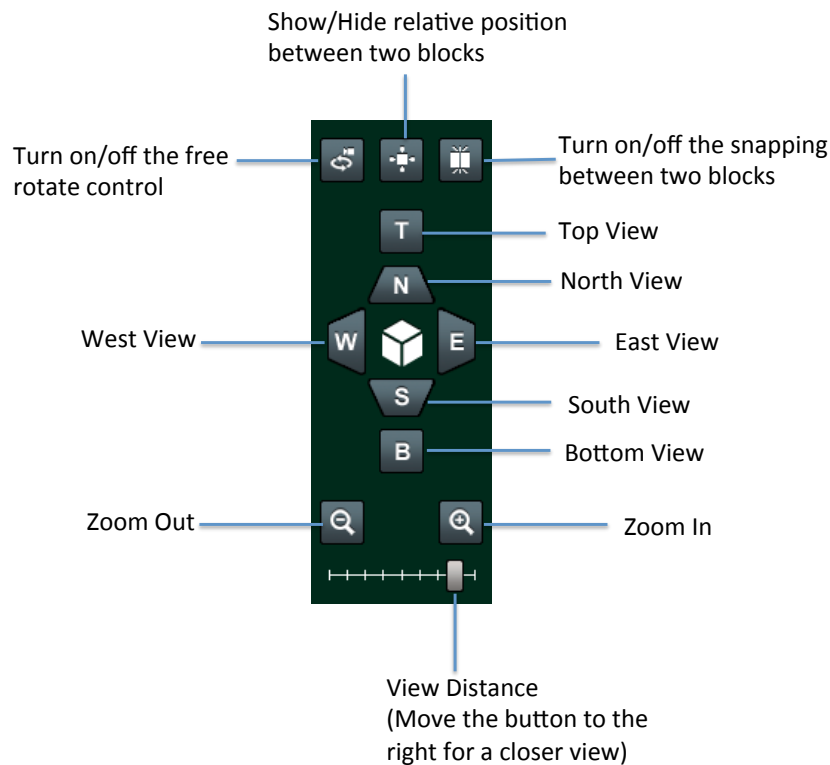 Show/Hide relative position
between two blocks
Turn on/off the free
rotate control
Turn on/off the snapping
between two blocks
T
Top View
N
North View
West View
W
E
East View
S
South View
B
Bottom View
Zoom Out
Zoom In
View Distance
(Move the button to the
right for a closer view)